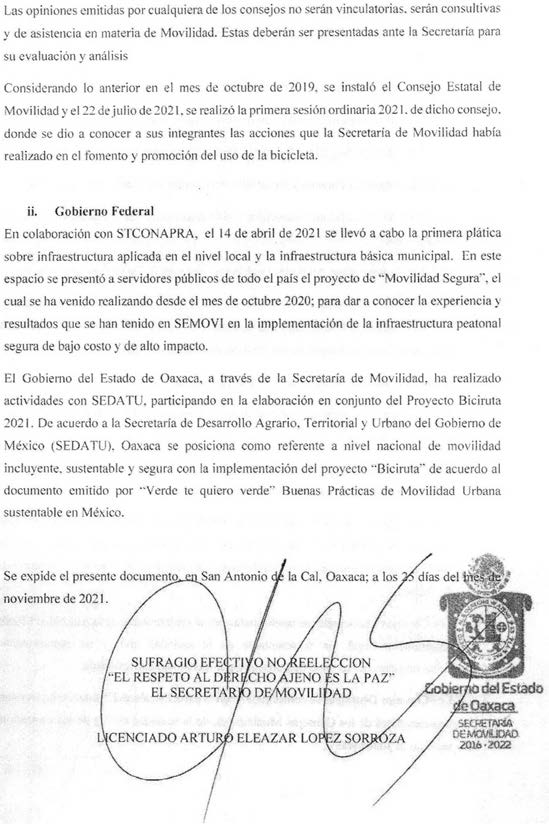 Las opiniones emitidas por cualquiera de los consejos no serán vinculatorias. serán consultivas
y de asistencia en materia de Movilidad. Estas deberán ser presentadas ante la Secretaría para
su evaluación y análisis
Considerando lo anterior en el mes de octubre de 2019, se instaló el Consejo Estatal de
Movilidad y el 22 de julio de 2021, se realizó la primera sesión ordinaria 2021. de dicho consejo,
donde se dio a conocer a sus integrantes las acciones que la Secretaría de Movilidad había
realizado en el fomento y promoción del uso de la bicicleta.
ii. Gobierno Federal
En colaboración con STCONAPRA, el 14 de abril de 2021 se llevó a cabo la primera plática
sobre infraestructura aplicada en el nivel local y la infraestructura básica municipal. En este
espacio se presentó a servidores públicos de todo el país el proyecto de “Movilidad Segura”, el
cual se ha venido realizando desde el mes de octubre 2020; para dar a conocer la experiencia y
resultados que se han tenido en SEMOVI en la implementación de la infraestructura peatonal
segura de bajo costo y de alto impacto.
El Gobierno del Estado de Oaxaca, a través de la Secretaría de Movilidad, ha realizado
actividades con SEDATU, participando en la elaboración en conjunto del Proyecto Biciruta
2021. De acuerdo a la Secretaría de Desarrollo Agrario, Territorial y Urbano del Gobierno de
México (SEDATU), Oaxaca se posiciona como referente a nivel nacional de movilidad
incluyente, sustentable y segura con la implementación del proyecto “Biciruta” de acuerdo al
documento emitido por “Verde te quiero verde” Buenas Prácticas de Movilidad Urbana
sustentable en México.
Se expide el presente documento, en San Antonio de la Cal, Oaxaca; a los 25 días del mes de
noviembre de 2021.
SUFRAGIO EFECTIVO NO REELECCION
“EL RESPETO AL DERECHO AJENO ES LA PAZ”
EL SECRETARIO DE MOVILIDAD
LICENCIADO ARTURO ELEAZAR LOPEZ SORROZA
Gobierno del Estado
de Oaxaca
SECRETARÍA
DE MOVILIDAD
2016-2022